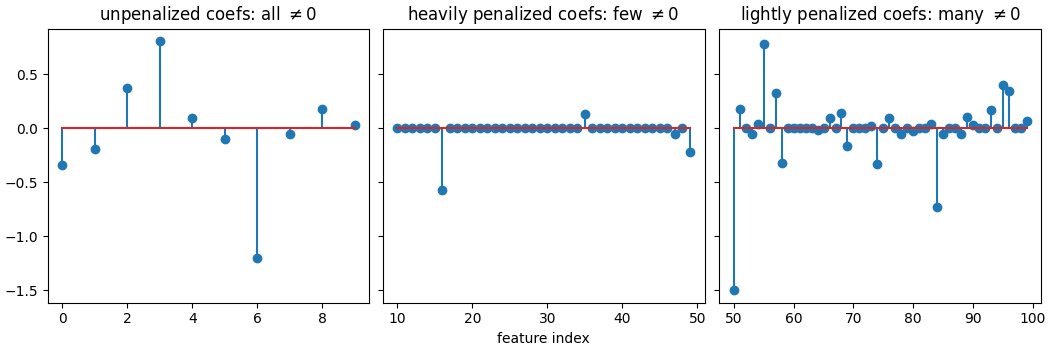 unpenalized coefs: all ≠0
heavily penalized coefs: few ≠0
lightly penalized coefs: many ≠0
0.5
0.0
−0.5
−1.0
−1.5
0 2 4 6 8
10 20 30 40 50
50 60 70 80 90 100
feature index